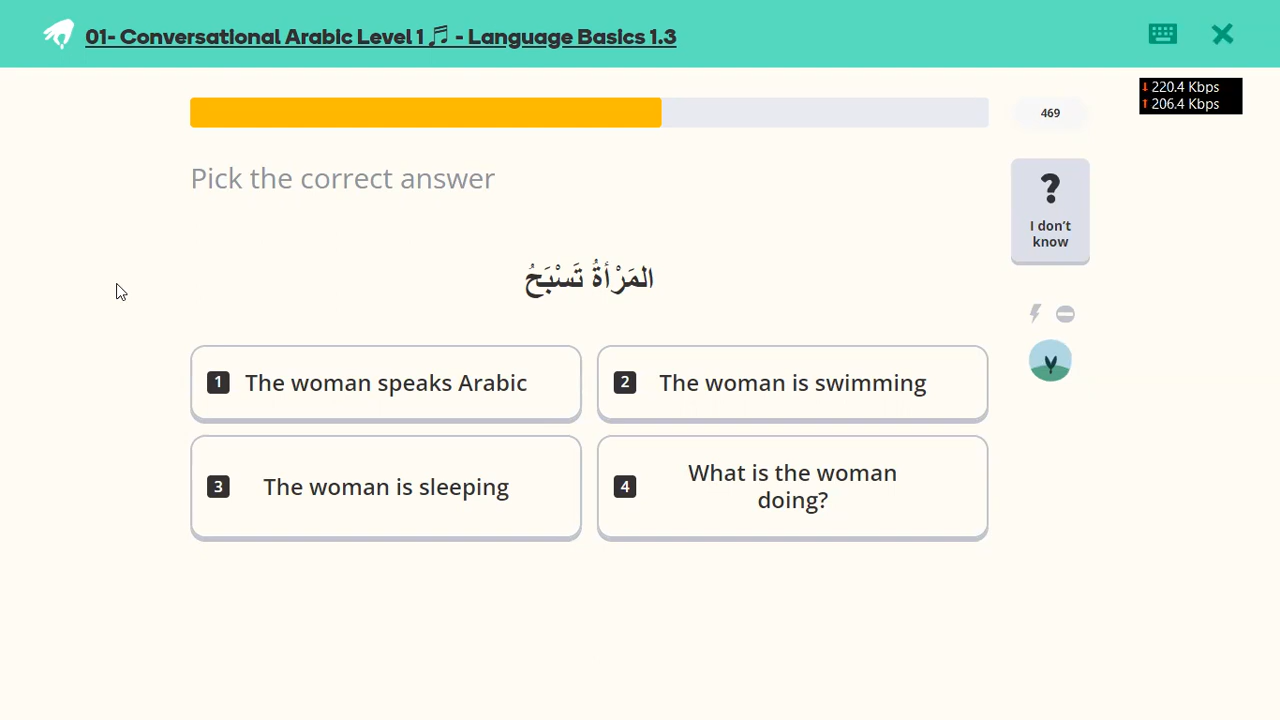 01- Conversational Arabic Level 1 🎵 - Language Basics 1.3
220.4 Kbps
206.4 Kbps
469
Pick the correct answer
? I don't
know
المَرْأةُ تَسْبَحُ
1 The woman speaks Arabic
2 The woman is swimming
3 The woman is sleeping
4 What is the woman
doing?